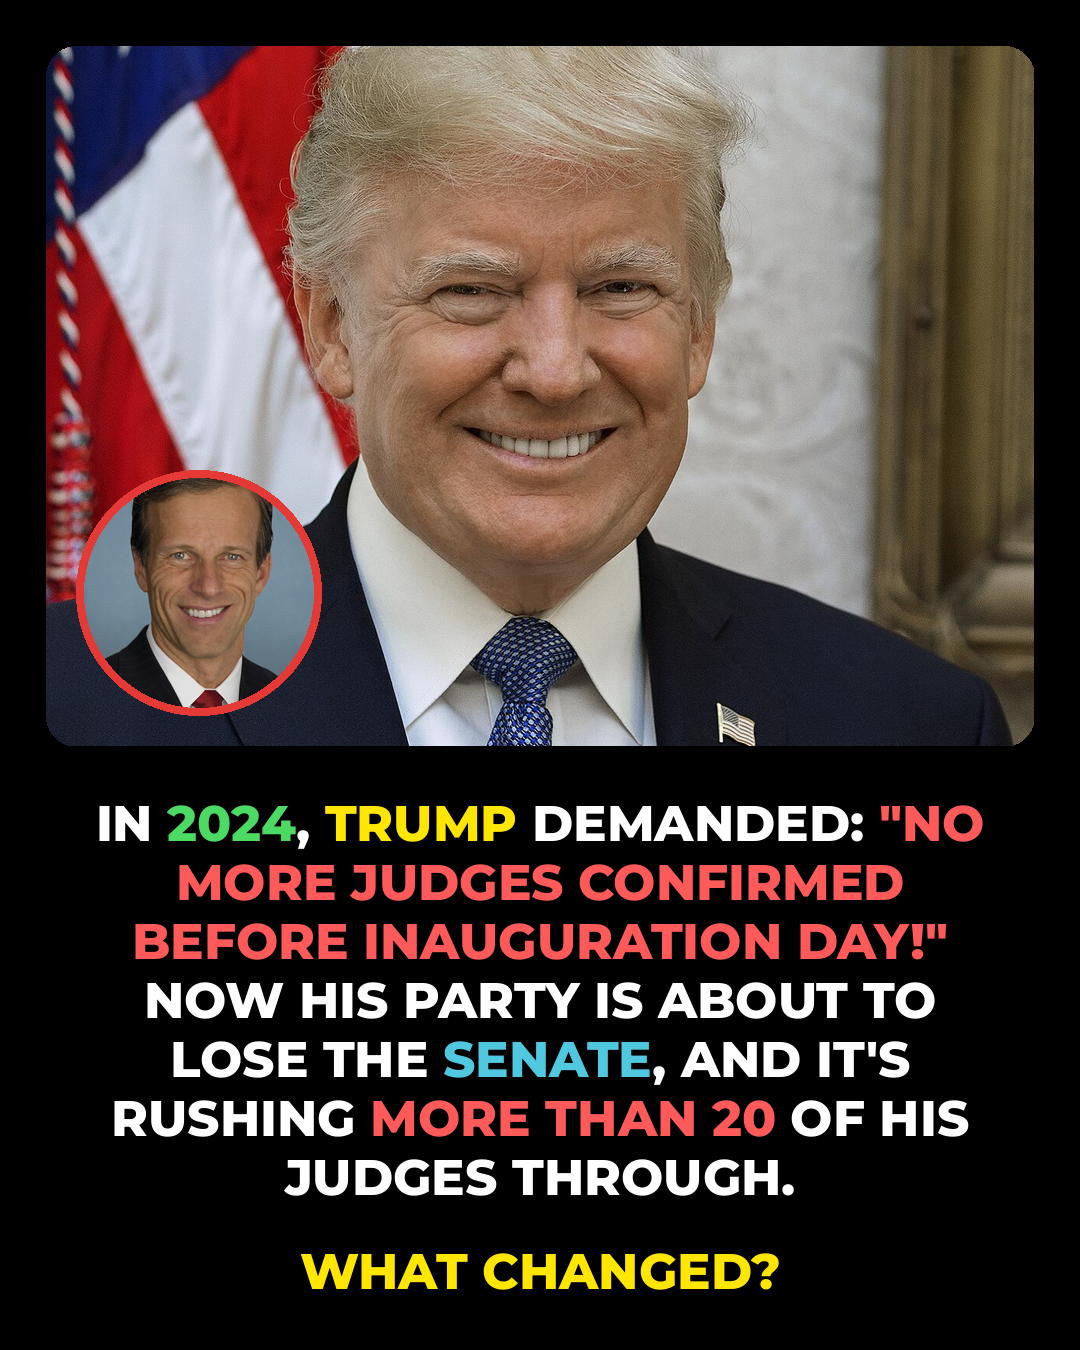 IN 2024, TRUMP DEMANDED: "NO
MORE JUDGES CONFIRMED
BEFORE INAUGURATION DAY!"
NOW HIS PARTY IS ABOUT TO
LOSE THE SENATE, AND IT'S
RUSHING MORE THAN 20 OF HIS
JUDGES THROUGH.
WHAT CHANGED?